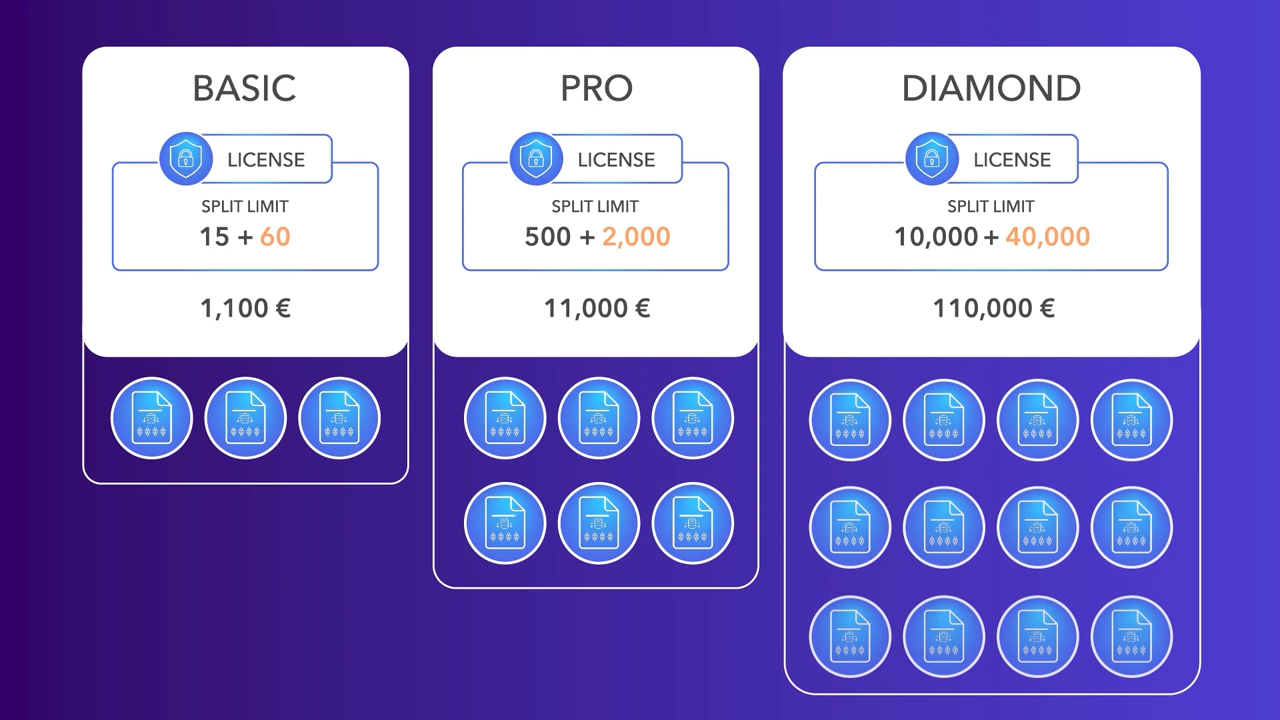 BASIC
LICENSE
SPLIT LIMIT
15 + 60
1,100 €
PRO
LICENSE
SPLIT LIMIT
500 + 2,000
11,000 €
DIAMOND
LICENSE
SPLIT LIMIT
10,000 + 40,000
110,000 €